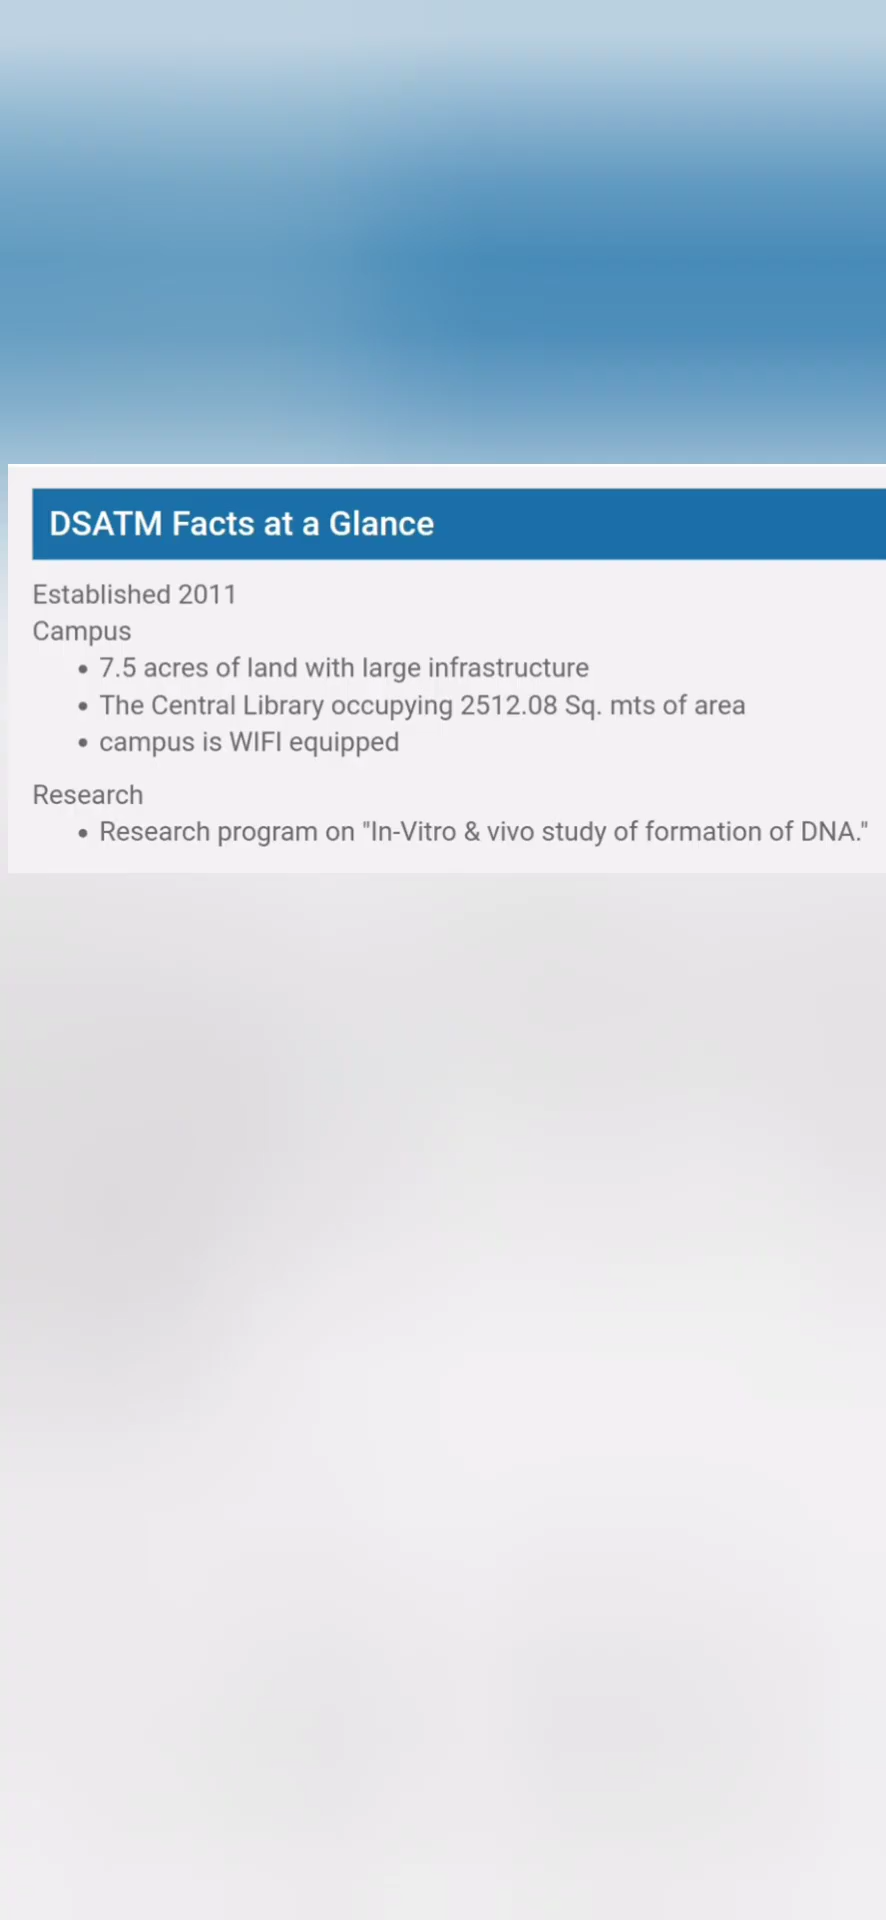 DSATM Facts at a Glance
Established 2011
Campus
• 7.5 acres of land with large infrastructure
• The Central Library occupying 2512.08 Sq. mts of area
• campus is WIFI equipped
Research
• Research program on "In-Vitro & vivo study of formation of DNA."